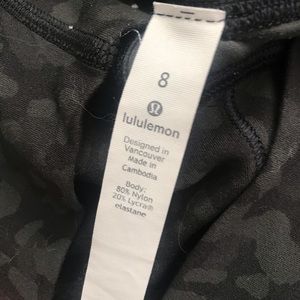 8
lululemon
Designed in
Vancouver
Made in
Cambodia
Body:
80% Nylon
20% Lycra®
elastane